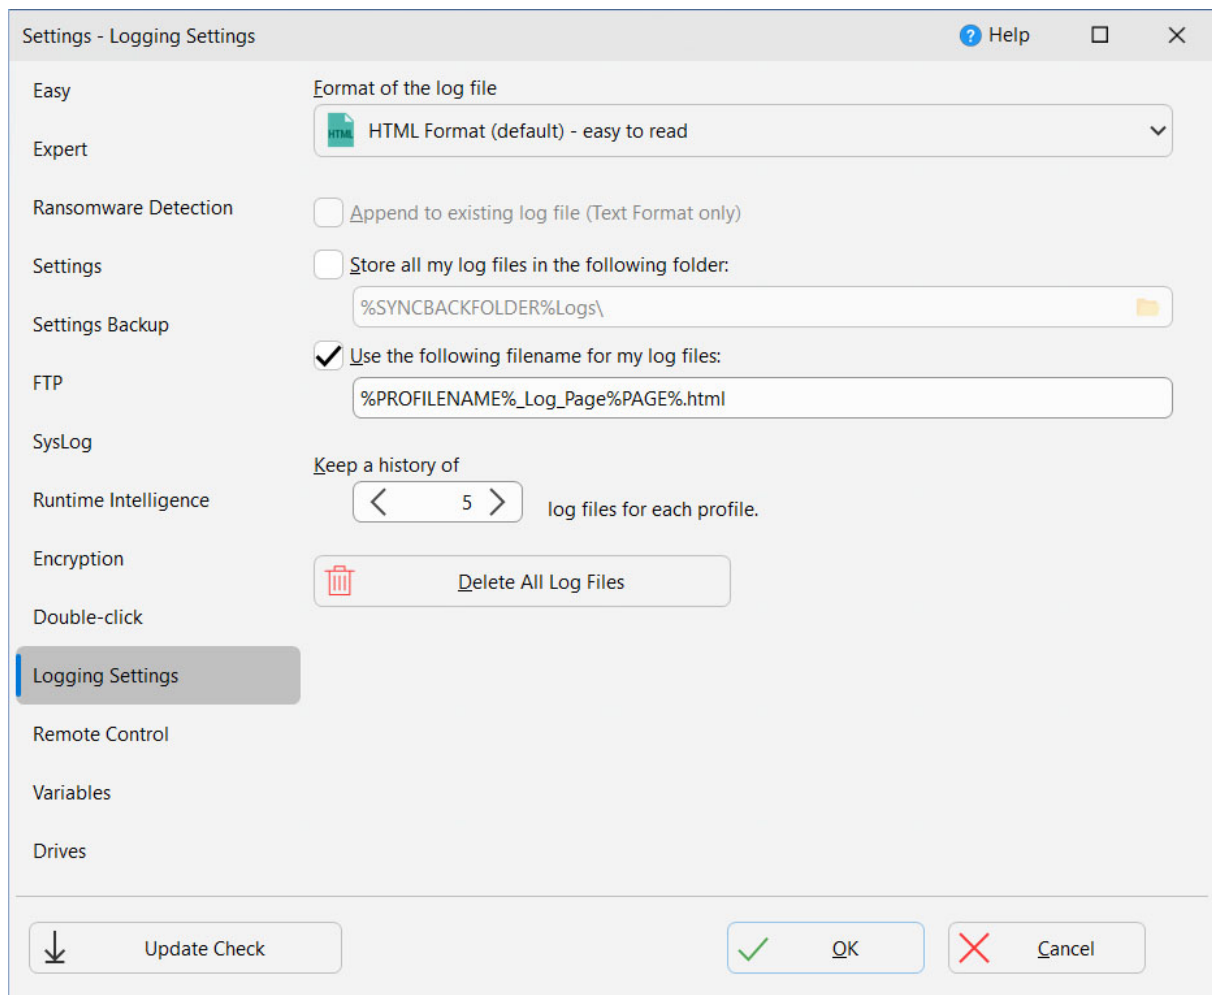 Settings - Logging Settings
? Help
Easy
Expert
Ransomware Detection
Settings
Settings Backup
FTP
SysLog
Runtime Intelligence
Encryption
Double-click
Logging Settings
Remote Control
Variables
Drives
Format of the log file
HTML HTML Format (default) - easy to read
Append to existing log file (Text Format only)
Store all my log files in the following folder:
%SYNCBACKFOLDER%Logs\
Use the following filename for my log files:
%PROFILENAME%_Log_Page%PAGE%.html
Keep a history of
5 log files for each profile.
Delete All Log Files
Update Check
OK
Cancel